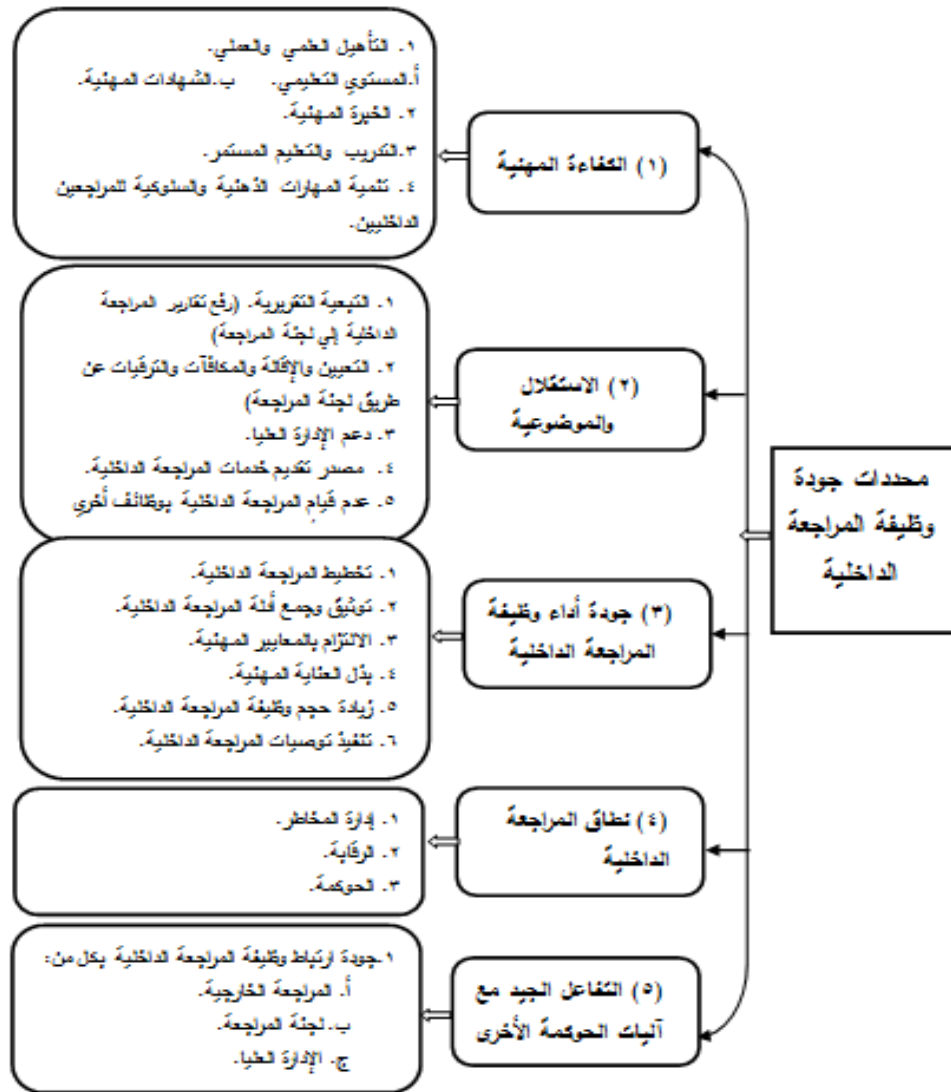 محددات جودة
وظيفة المراجعة
الداخلية
(١) الكفاءة المهنية
١. التأهيل العلمي والعملي.
أ.المستوي التعليمي. ب.الشهادات المهنية.
٢. الخبرة المهنية.
٣.التدريب والتعليم المستمر.
٤. تنمية المهارات الذهنية والسلوكية للمراجعين
الداخليين.
(٢) الاستقلال
والموضوعية
١. التبعية التقريرية. (رفع تقارير المراجعة
الداخلية إلي لجنة المراجعة)
٢. التعيين والإقالة والمكافآت والترقيات عن
طريق لجنة المراجعة)
٣. دعم الإدارة العليا.
٤. مصدر تقديم خدمات المراجعة الداخلية.
٥. عدم قيام المراجعة الداخلية بوظائف أخري
(٣) جودة أداء وظيفة
المراجعة الداخلية
١. تخطيط المراجعة الداخلية.
٢. توثيق وجمع أدلة المراجعة الداخلية.
٣. الالتزام بالمعايير المهنية.
٤. بذل العناية المهنية.
٥. زيادة حجم وظيفة المراجعة الداخلية.
٦. تنفيذ توصيات المراجعة الداخلية.
(٤) نطاق المراجعة
الداخلية
١. إدارة المخاطر.
٢. الرقابة.
٣. الحوكمة.
(٥) التفاعل الجيد مع
آليات الحوكمة الأخرى
١.جودة ارتباط وظيفة المراجعة الداخلية بكل من:
أ. المراجعة الخارجية.
ب. لجنة المراجعة.
ج. الإدارة العليا.